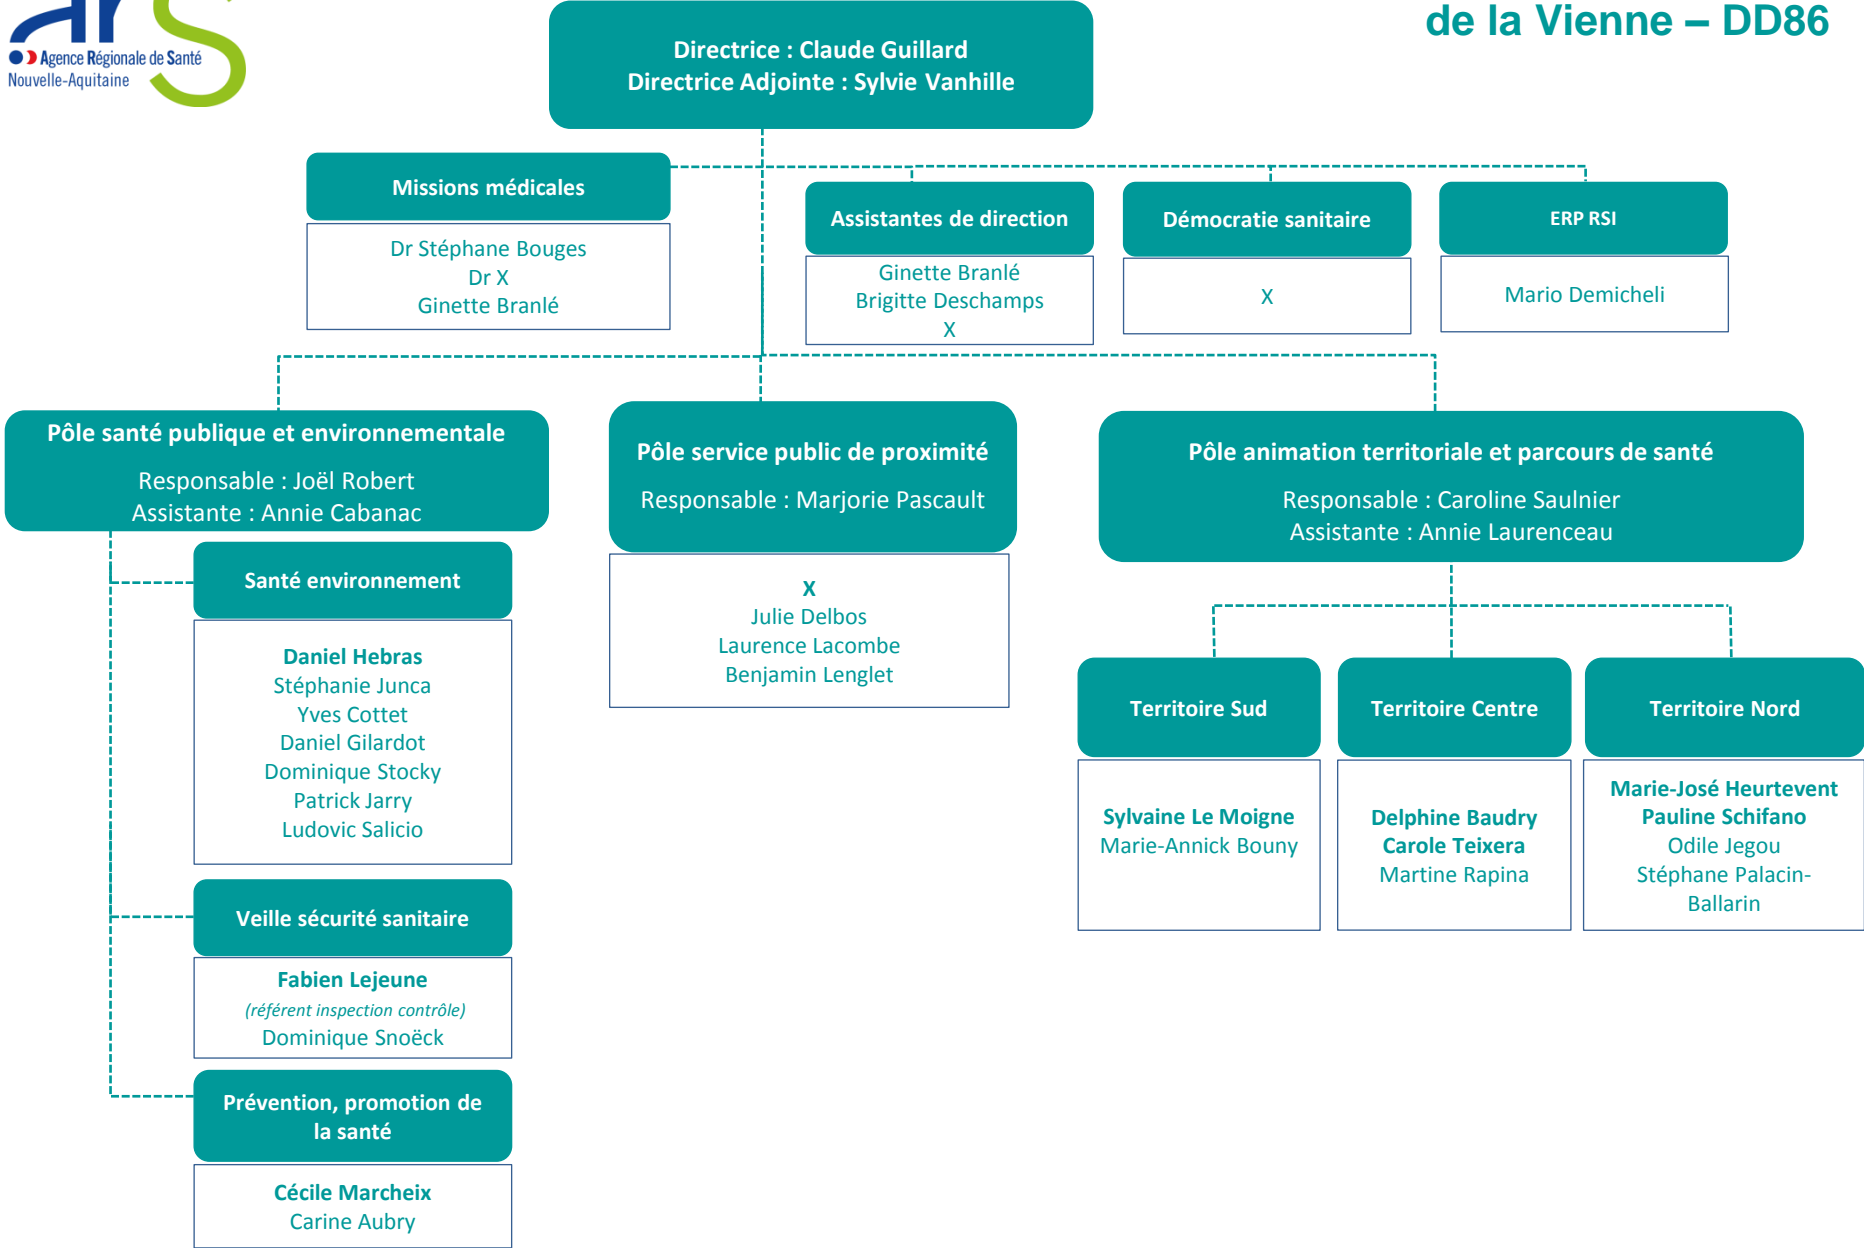 ars
Agence Régionale de Santé
Nouvelle-Aquitaine
de la Vienne – DD86
Directrice : Claude Guillard
Directrice Adjointe : Sylvie Vanhille
Missions médicales
Dr Stéphane Bouges
Dr X
Ginette Branlé
Assistantes de direction
Ginette Branlé
Brigitte Deschamps
X
Démocratie sanitaire
X
ERP RSI
Mario Demicheli
Pôle santé publique et environnementale
Responsable : Joël Robert
Assistante : Annie Cabanac
Santé environnement
Daniel Hebras
Stéphanie Junca
Yves Cottet
Daniel Gilardot
Dominique Stocky
Patrick Jarry
Ludovic Salicio
Veille sécurité sanitaire
Fabien Lejeune
(référent inspection contrôle)
Dominique Snoëck
Prévention, promotion de
la santé
Cécile Marcheix
Carine Aubry
Pôle service public de proximité
Responsable : Marjorie Pascault
X
Julie Delbos
Laurence Lacombe
Benjamin Lenglet
Pôle animation territoriale et parcours de santé
Responsable : Caroline Saulnier
Assistante : Annie Laurenceau
Territoire Sud
Sylvaine Le Moigne
Marie-Annick Bouny
Territoire Centre
Delphine Baudry
Carole Teixera
Martine Rapina
Territoire Nord
Marie-José Heurtevent
Pauline Schifano
Odile Jegou
Stéphane Palacin-
Ballarin